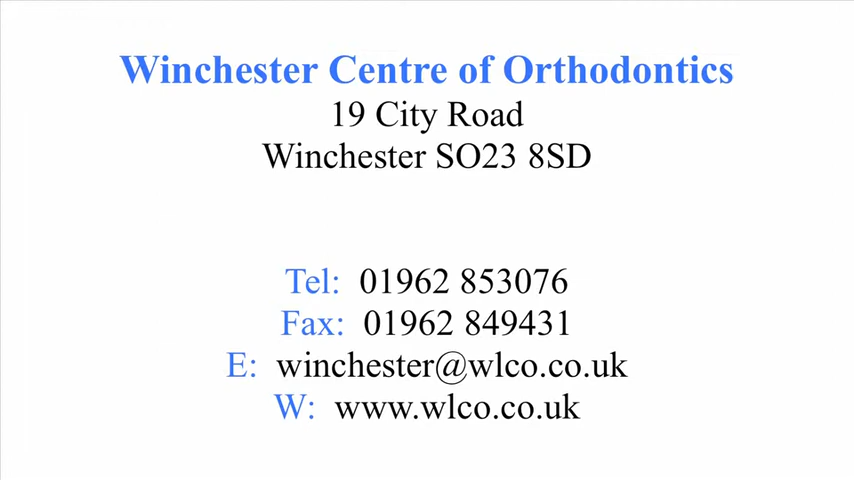 Winchester Centre of Orthodontics
19 City Road
Winchester SO23 8SD
Tel: 01962 853076
Fax: 01962 849431
E: winchester@wlco.co.uk
W: www.wlco.co.uk